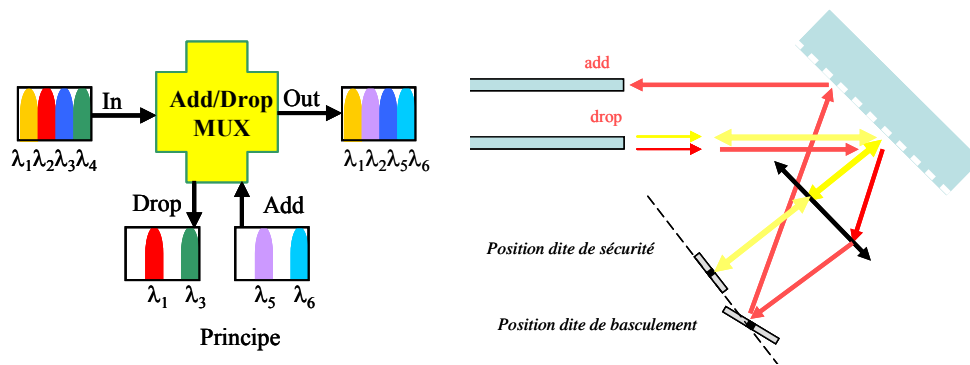 In
Add/Drop
MUX
Out
λ1λ2λ3λ4
λ1λ2λ5λ6
Drop
Add
λ1 λ3
λ5 λ6
Principe
add
drop
Position dite de sécurité
Position dite de basculement